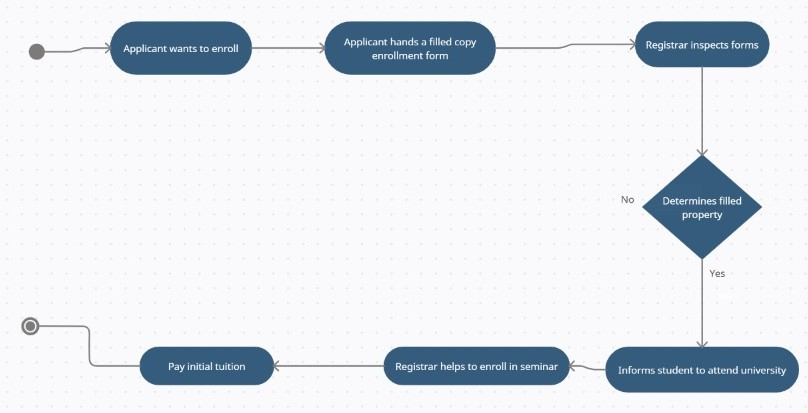 Applicant wants to enroll
Applicant hands a filled copy
enrollment form
Registrar inspects forms
Determines filled
property
No
Yes
Informs student to attend university
Registrar helps to enroll in seminar
Pay initial tuition